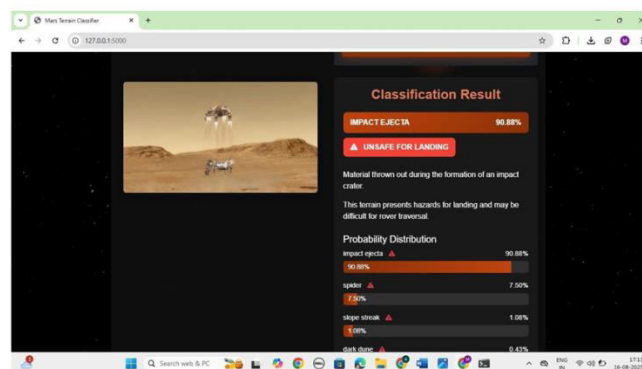 Mars Terrain Classifier
127.0.0.1:5000
Classification Result
IMPACT EJECTA 90.88%
UNSAFE FOR LANDING
Material thrown out during the formation of an impact
crater.
This terrain presents hazards for landing and may be
difficult for rover traversal.
Probability Distribution
impact ejecta 90.88%
90.88%
spider 7.50%
7.50%
slope streak 1.08%
1.08%
dark dune 0.43%
Search web & PC
ENG
IN